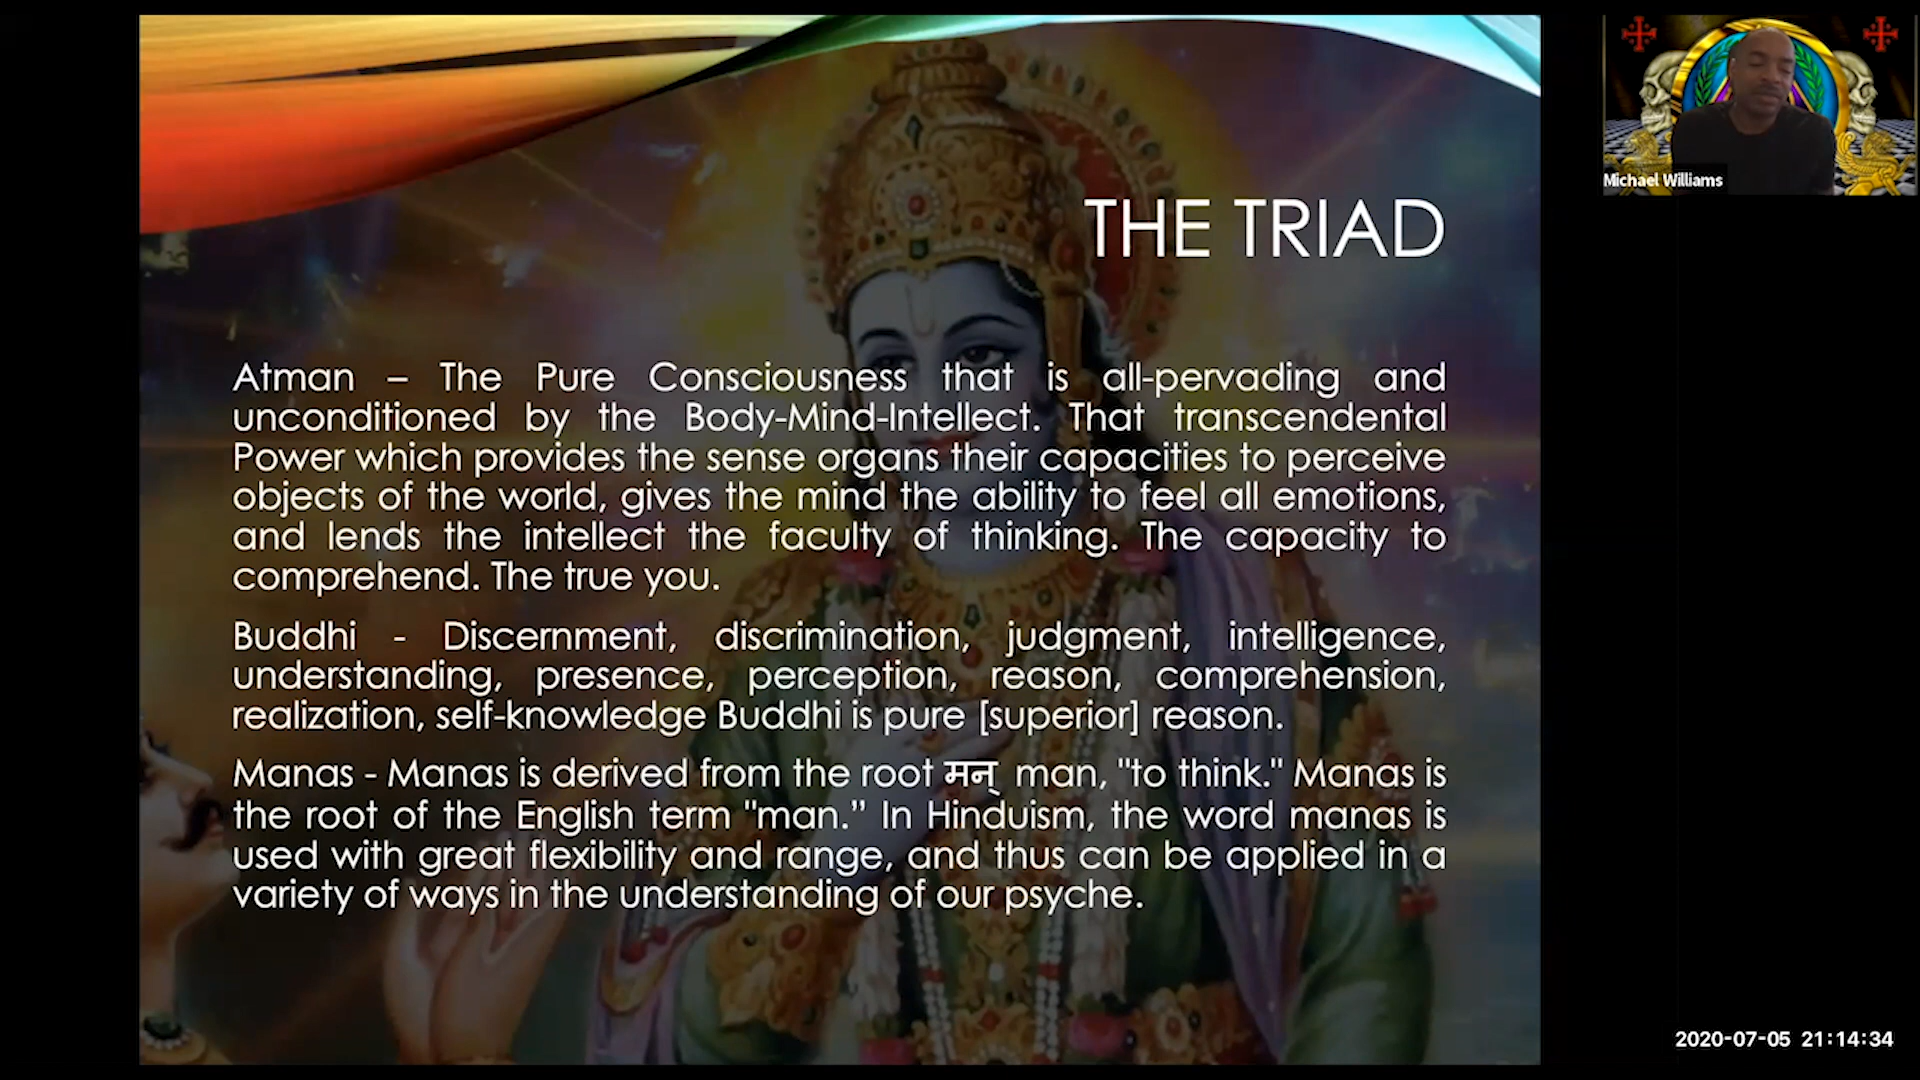 Michael Williams
THE TRIAD
Atman – The Pure Consciousness that is all-pervading and
unconditioned by the Body-Mind-Intellect. That transcendental
Power which provides the sense organs their capacities to perceive
objects of the world, gives the mind the ability to feel all emotions,
and lends the intellect the faculty of thinking. The capacity to
comprehend. The true you.
Buddhi - Discernment, discrimination, judgment, intelligence,
understanding, presence, perception, reason, comprehension,
realization, self-knowledge Buddhi is pure [superior] reason.
Manas - Manas is derived from the root मन् man, "to think." Manas is
the root of the English term "man.” In Hinduism, the word manas is
used with great flexibility and range, and thus can be applied in a
variety of ways in the understanding of our psyche.
2020-07-05 21:14:34